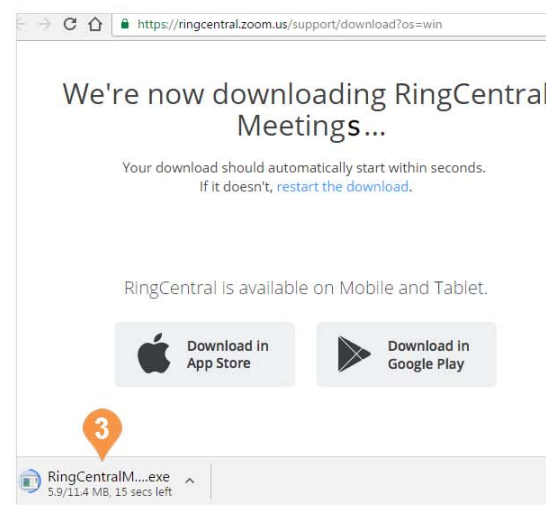 https://ringcentral.zoom.us/support/download?os=win
We're now downloading RingCentral
Meetings...
Your download should automatically start within seconds.
If it doesn't, restart the download.
RingCentral is available on Mobile and Tablet.
Download in
App Store
Download in
Google Play
3
RingCentralM....exe
5.9/11.4 MB, 15 secs left